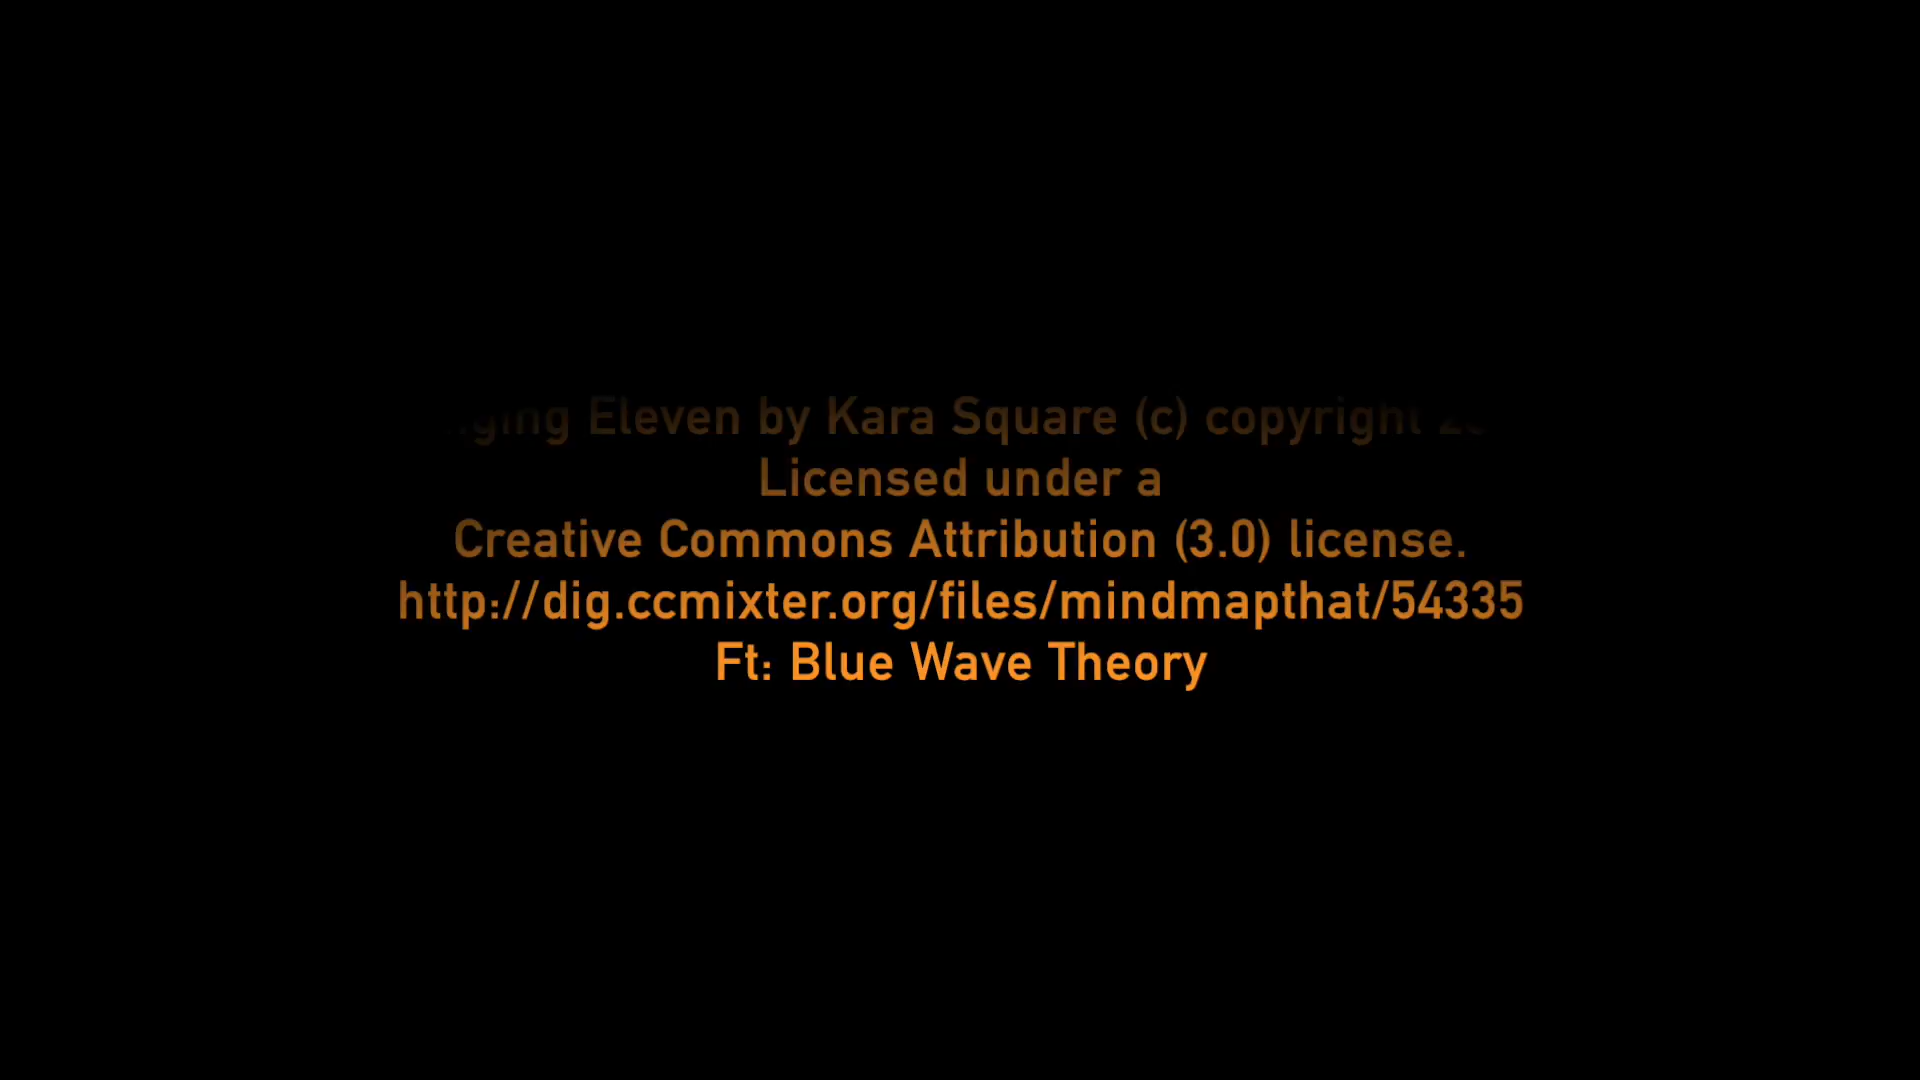 Eleven by Kara Square (c) copyright
Licensed under a
Creative Commons Attribution (3.0) license.
http://dig.ccmixter.org/files/mindmapthat/54335
Ft: Blue Wave Theory